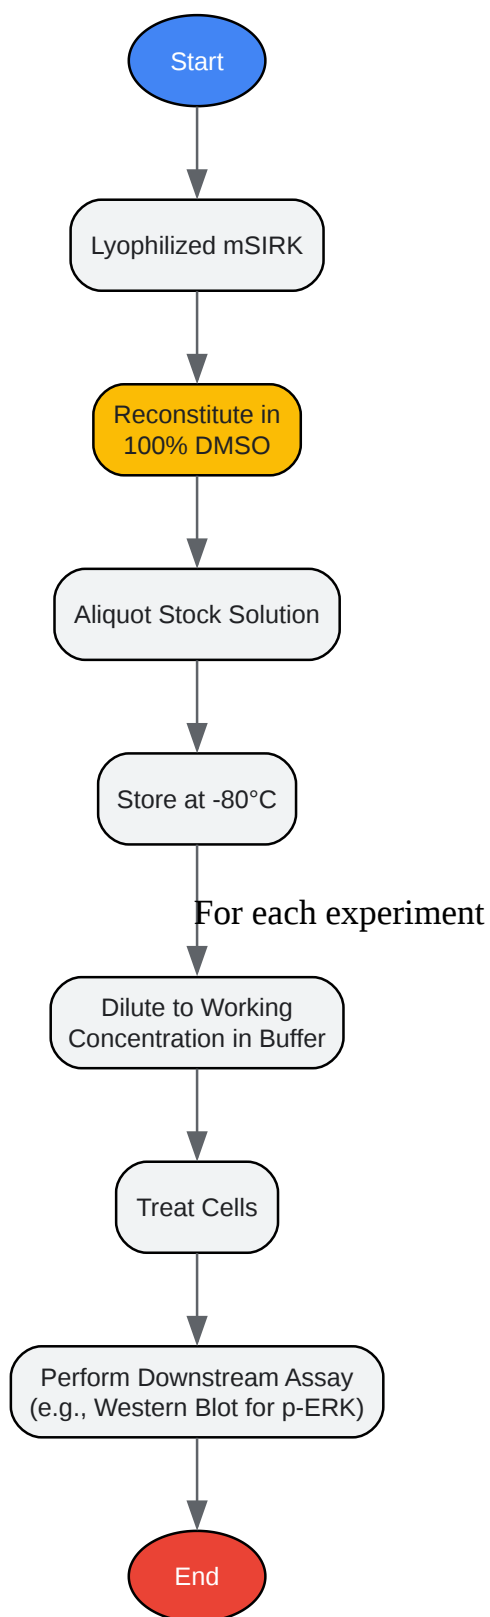 Start
Lyophilized mSIRK
Reconstitute in
100% DMSO
Aliquot Stock Solution
Store at -80°C
For each experiment
Dilute to Working
Concentration in Buffer
Treat Cells
Perform Downstream Assay
(e.g., Western Blot for p-ERK)
End